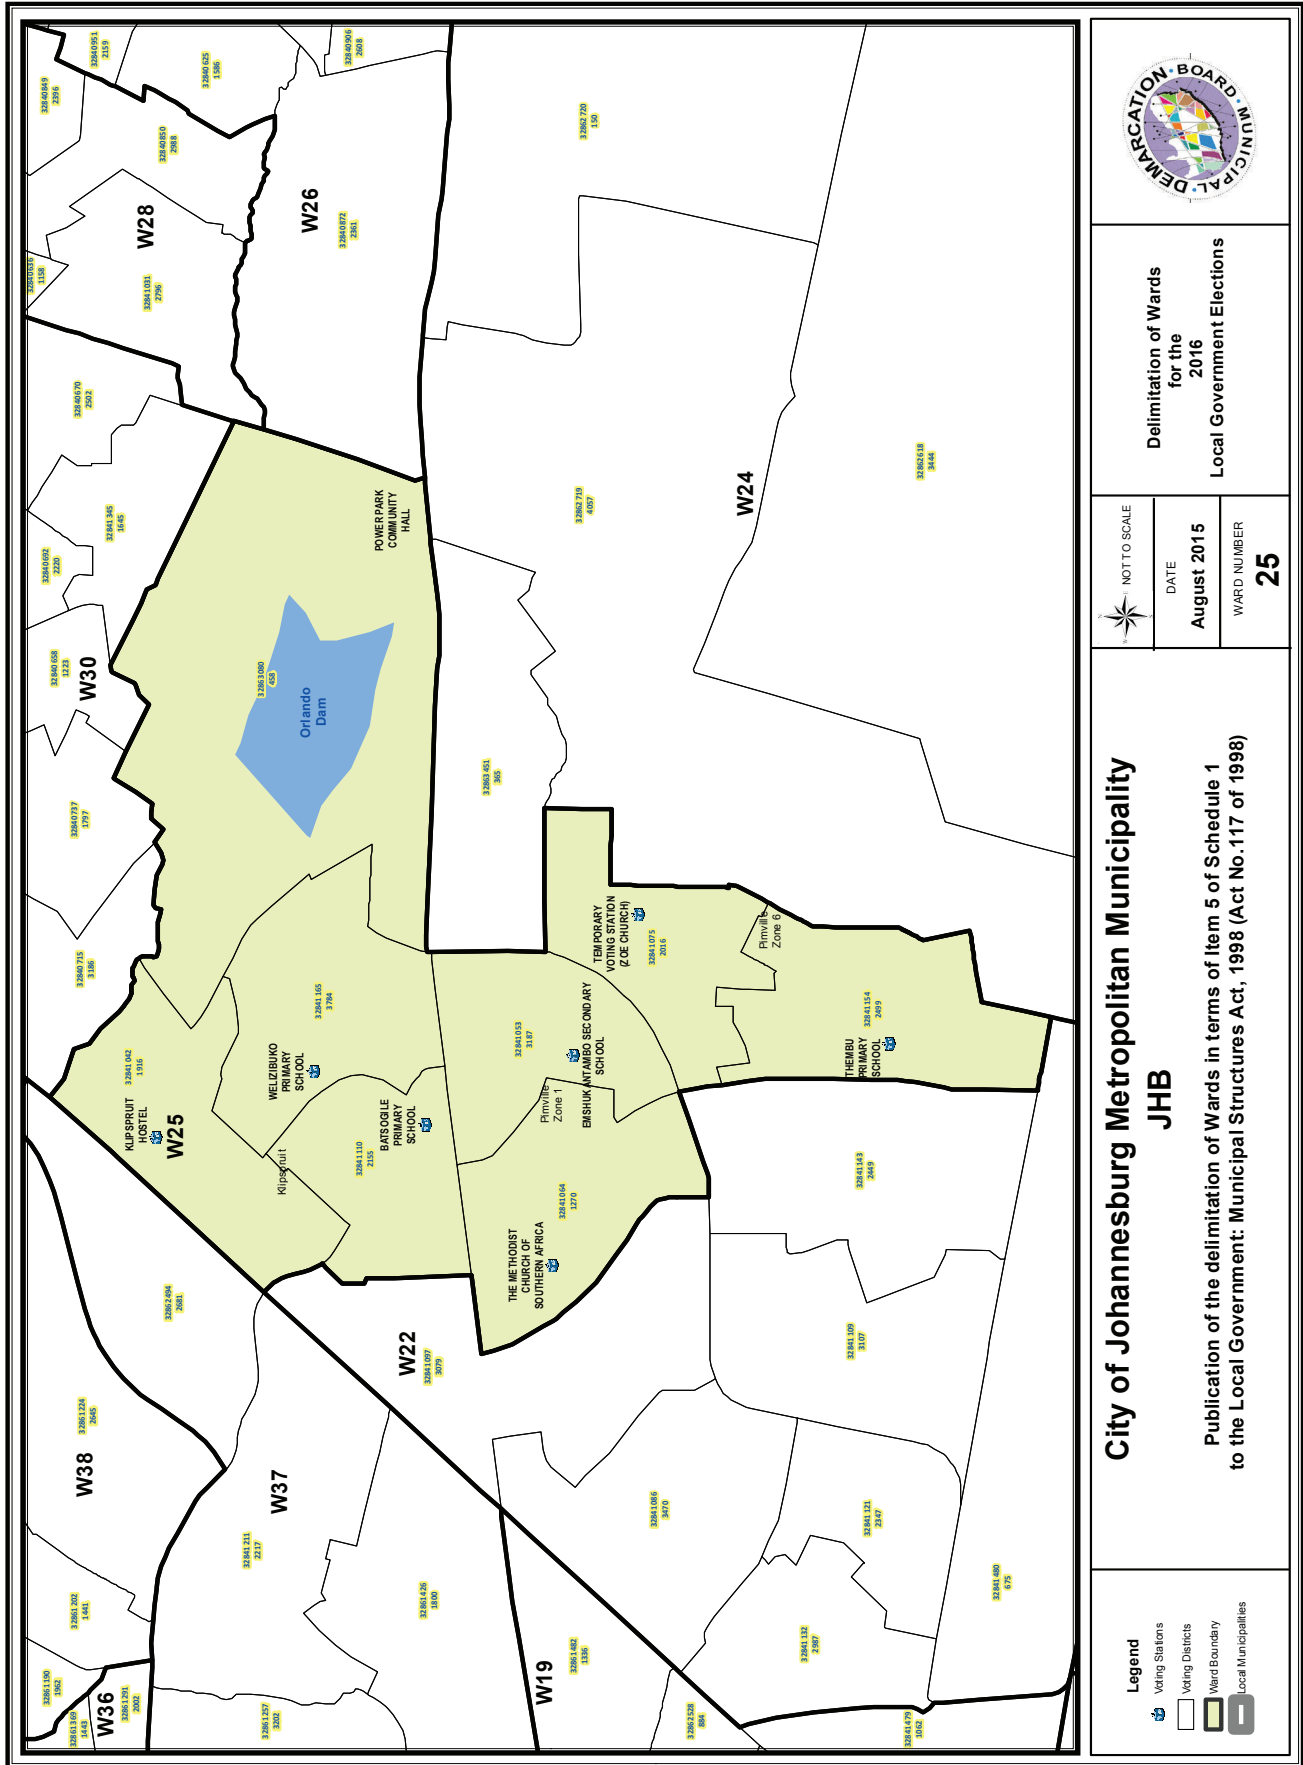 32840951
2159
32840849
2396
32840625
1586
32840906
2608
32840850
2988
32862720
150
W28
W26
32840872
2361
32840636
1158
32841031
2796
32840670
2502
32841345
1645
32840692
2220
32840658
1223
W30
POWERPARK
COMMUNITY
HALL
32862719
4057
W24
32862618
3444
32863080
458
Orlando
Dam
32863451
365
32840737
1797
32840715
3186
TEMPORARY
VOTING STATION
(ZOE CHURCH)
32841075
2016
Pimville
Zone 6
32841165
3784
WELIZIBUKO
PRIMARY
SCHOOL
32841042
1916
KLIPSPRUIT
HOSTEL
W25
32841053
3187
EMSHUKANTAMBO SECONDARY
SCHOOL
Pimville
Zone 1
32841154
2499
THEMBU
PRIMARY
SCHOOL
BATSOGILE
PRIMARY
SCHOOL
32841110
2155
Klipspruit
32841064
1270
THE METHODIST
CHURCH OF
SOUTHERN AFRICA
32841143
2449
32862494
2681
W22
32841097
3079
32841109
3107
32861224
2645
W38
W37
32841211
2217
32841086
3470
32841121
2347
32861202
1441
32861426
1800
32841480
675
32841132
2987
32861190
1962
32861369
1443
W36
32861291
2002
32861257
3202
W19
32861482
1336
32862528
884
32841479
1062
Legend
Voting Stations
Voting Districts
Ward Boundary
Local Municipalities
City of Johannesburg Metropolitan Municipality
JHB
Publication of the delimitation of Wards in terms of Item 5 of Schedule 1
to the Local Government: Municipal Structures Act, 1998 (Act No.117 of 1998)
N
E
S
W
NOT TO SCALE
DATE
August 2015
WARD NUMBER
25
Delimitation of Wards
for the
2016
Local Government Elections
MUNICIPAL DEMARCATION BOARD